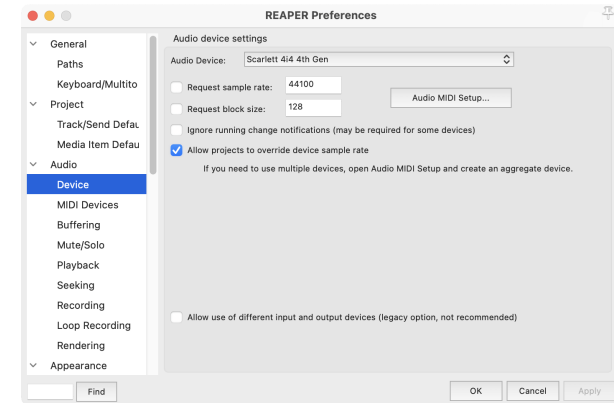 REAPER Preferences
General
Paths
Keyboard/Multito
Project
Track/Send Defau
Media Item Defau
Audio
Device
MIDI Devices
Buffering
Mute/Solo
Playback
Seeking
Recording
Loop Recording
Rendering
Appearance
Find
Audio device settings
Audio Device: Scarlett 4i4 4th Gen
Request sample rate: 44100
Request block size: 128
Audio MIDI Setup...
Ignore running change notifications (may be required for some devices)
Allow projects to override device sample rate
If you need to use multiple devices, open Audio MIDI Setup and create an aggregate device.
Allow use of different input and output devices (legacy option, not recommended)
OK Cancel Apply